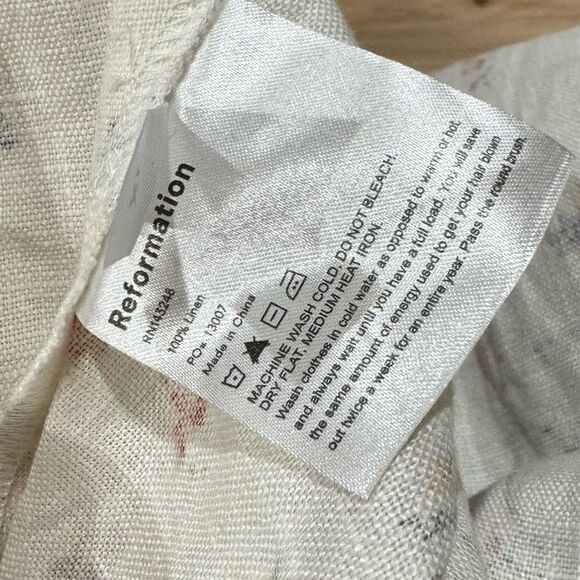 Reformation
RN143248
100% Linen
PO# 13007
Made in China
MACHINE WASH COLD. DO NOT BLEACH.
DRY FLAT. MEDIUM HEAT IRON.
Wash clothes in cold water as opposed to warm or hot,
and always wait until you have a full load. You will save
the same amount of energy used to get your hair blown
out twice a week for an entire year. Pass the round brush.